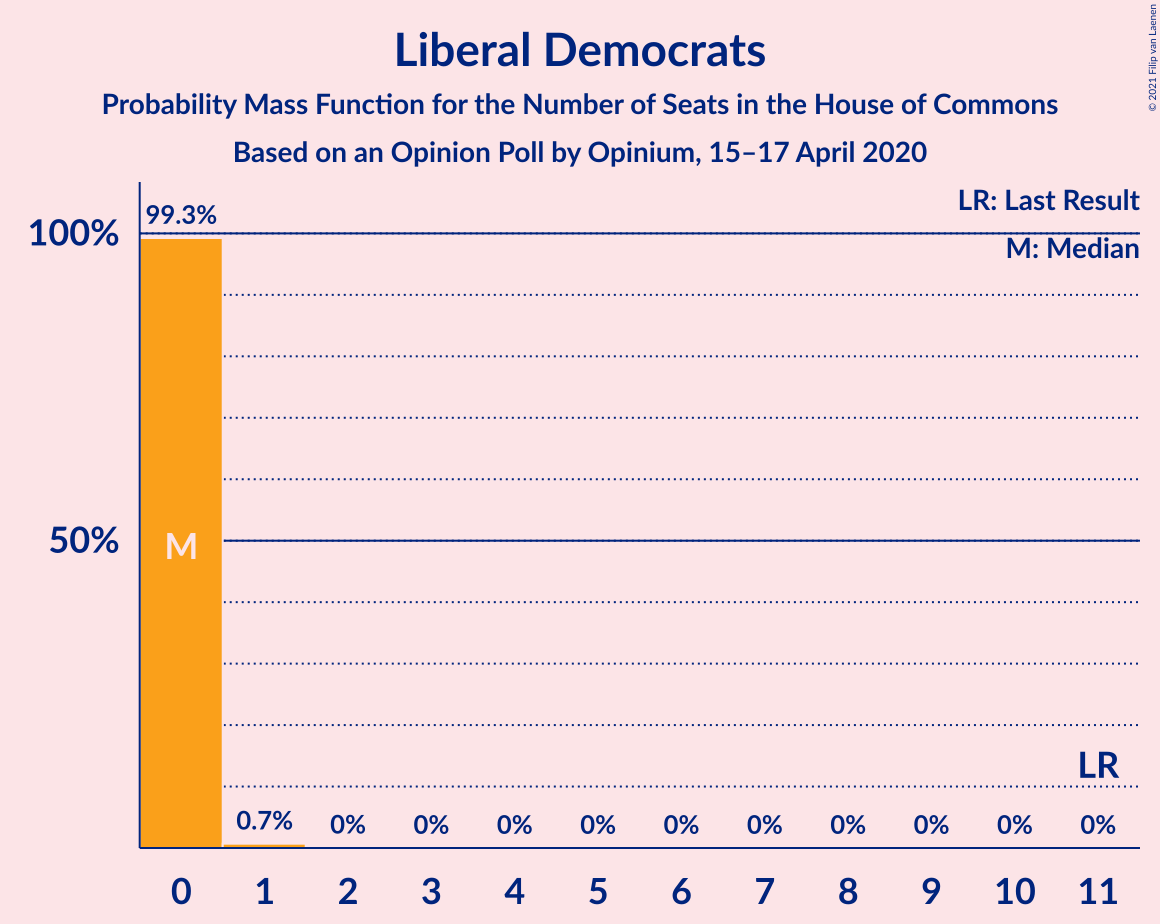 Liberal Democrats
Probability Mass Function for the Number of Seats in the House of Commons
Based on an Opinion Poll by Opinium, 15–17 April 2020
© 2021 Filip van Laenen
LR: Last Result
M: Median
99.3%
100%
50%
M
LR
0.7% 0% 0% 0% 0% 0% 0% 0% 0% 0% 0%
0 1 2 3 4 5 6 7 8 9 10 11